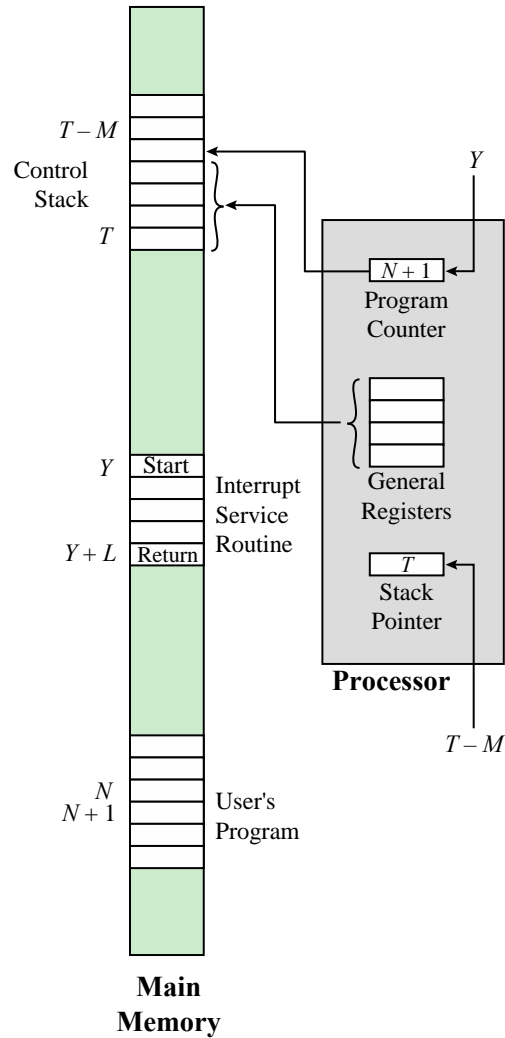 T – M
Control
Stack
T
Y
N + 1
Program
Counter
Y
Start
Interrupt
Service
Routine
Y + L
Return
General
Registers
T
Stack
Pointer
Processor
T – M
N
N + 1
User's
Program
Main
Memory